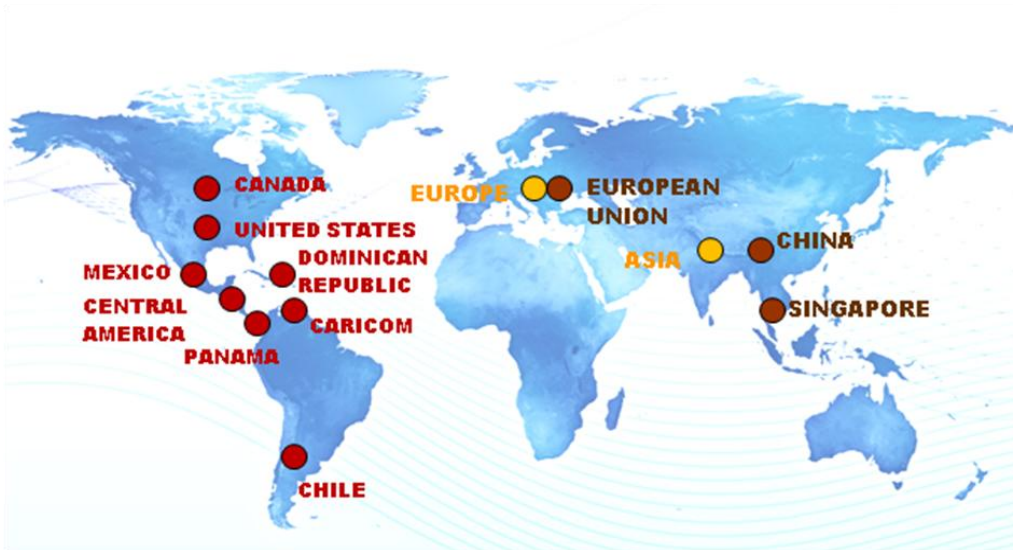 CANADA
UNITED STATES
DOMINICAN
REPUBLIC
MEXICO
CENTRAL
AMERICA
CARICOM
PANAMA
CHILE
EUROPE
EUROPEAN
UNION
ASIA
CHINA
SINGAPORE